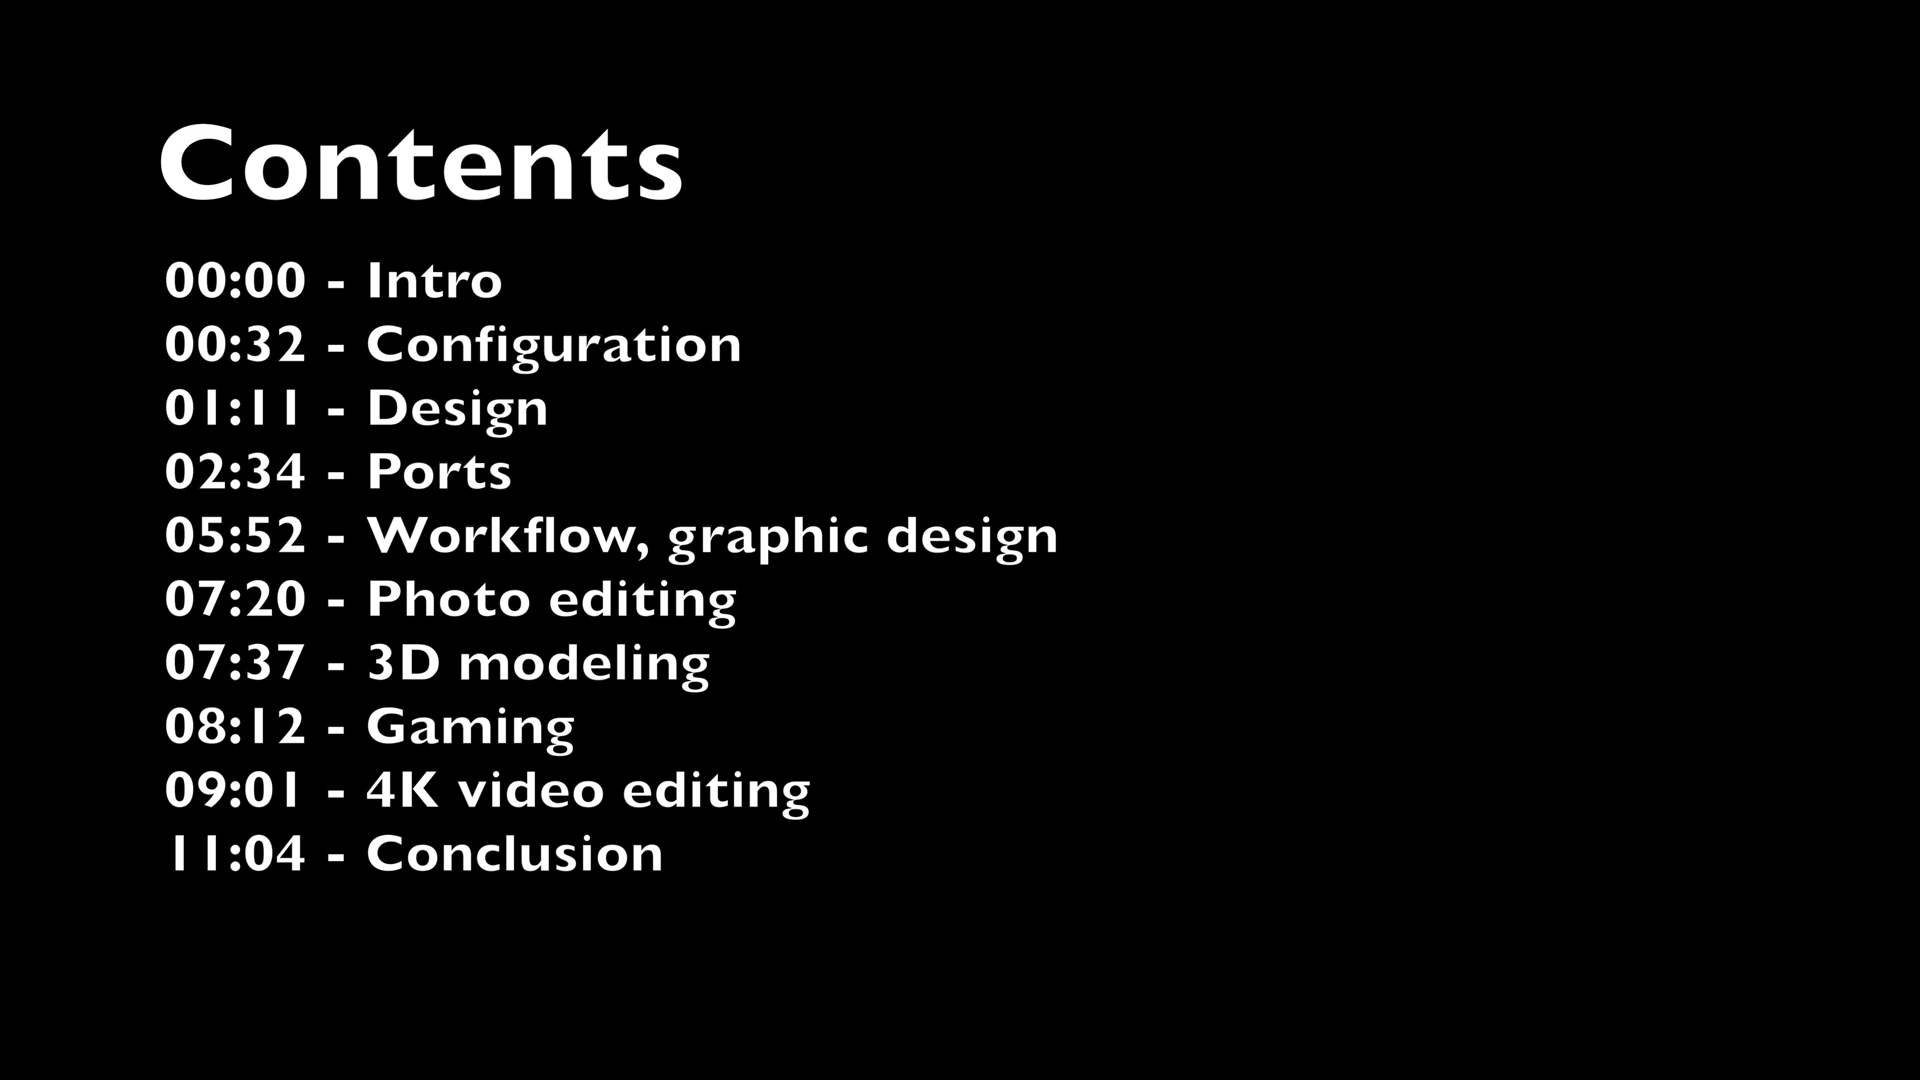 Contents
00:00 - Intro
00:32 - Configuration
01:11 - Design
02:34 - Ports
05:52 - Workflow, graphic design
07:20 - Photo editing
07:37 - 3D modeling
08:12 - Gaming
09:01 - 4K video editing
11:04 - Conclusion